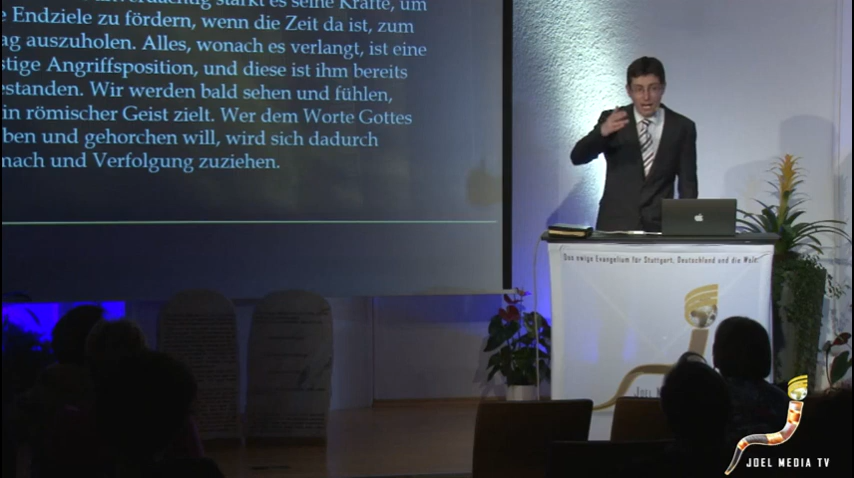 stärkt es seine Kräfte, um
Endziele zu fördern, wenn die Zeit da ist, zum
auszuholen. Alles, wonach es verlangt, ist eine
Angriffsposition, und diese ist ihm bereits
Wir werden bald sehen und fühlen,
in römischer Geist zielt. Wer dem Worte Gottes
und gehorchen will, wird sich dadurch
und Verfolgung zuziehen.
Das ewige Evangelium für Stuttgart, Deutschland und die Welt.
JOEL MEDIA TV